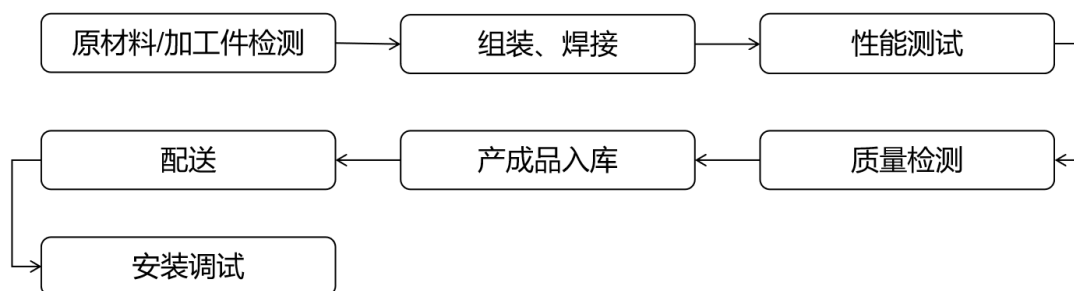 原材料/加工件检测
组装、焊接
性能测试
质量检测
产成品入库
配送
安装调试